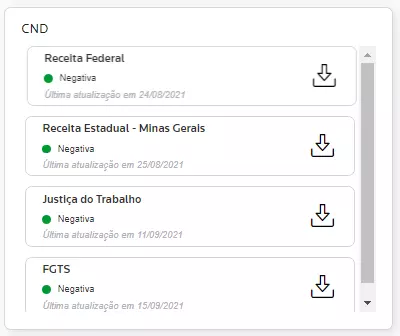 CND
Receita Federal
Negativa
Última atualização em 24/08/2021
Receita Estadual - Minas Gerais
Negativa
Última atualização em 25/08/2021
Justiça do Trabalho
Negativa
Última atualização em 11/09/2021
FGTS
Negativa
Última atualização em 15/09/2021